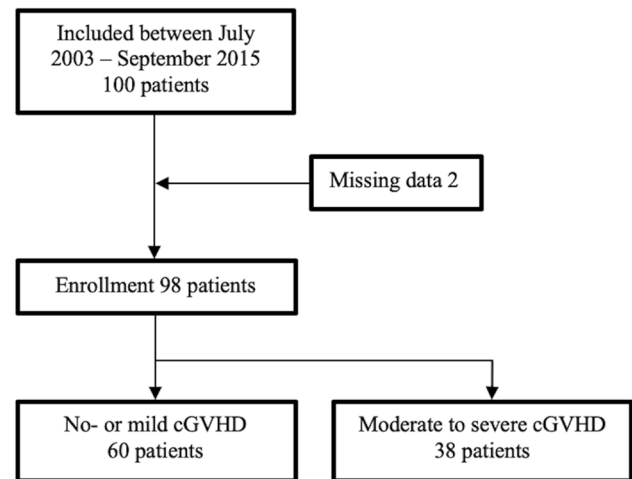 Included between July
2003 – September 2015
100 patients
Missing data 2
Enrollment 98 patients
No- or mild cGVHD
60 patients
Moderate to severe cGVHD
38 patients